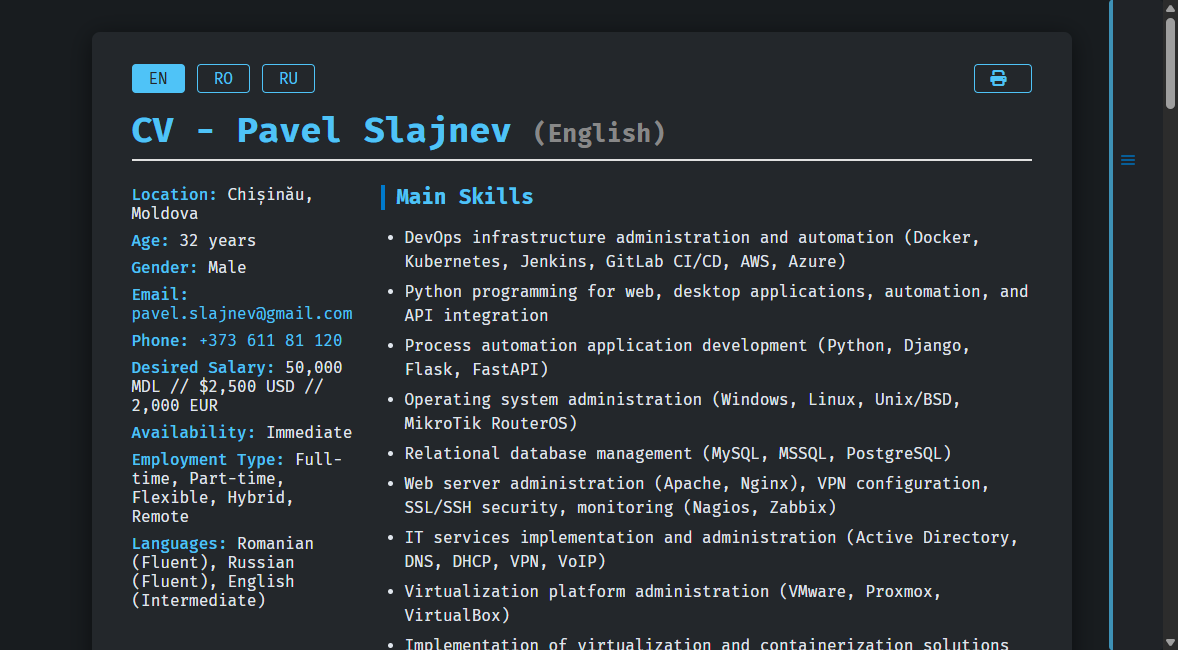 EN RO RU
CV - Pavel Slajnev (English)
Location: Chișinău,
Moldova
Age: 32 years
Gender: Male
Email:
pavel.slajnev@gmail.com
Phone: +373 611 81 120
Desired Salary: 50,000
MDL // $2,500 USD //
2,000 EUR
Availability: Immediate
Employment Type: Full-
time, Part-time,
Flexible, Hybrid,
Remote
Languages: Romanian
(Fluent), Russian
(Fluent), English
(Intermediate)
Main Skills
• DevOps infrastructure administration and automation (Docker,
Kubernetes, Jenkins, GitLab CI/CD, AWS, Azure)
• Python programming for web, desktop applications, automation, and
API integration
• Process automation application development (Python, Django,
Flask, FastAPI)
• Operating system administration (Windows, Linux, Unix/BSD,
MikroTik RouterOS)
• Relational database management (MySQL, MSSQL, PostgreSQL)
• Web server administration (Apache, Nginx), VPN configuration,
SSL/SSH security, monitoring (Nagios, Zabbix)
• IT services implementation and administration (Active Directory,
DNS, DHCP, VPN, VoIP)
• Virtualization platform administration (VMware, Proxmox,
VirtualBox)
• Implementation of virtualization and containerization solutions